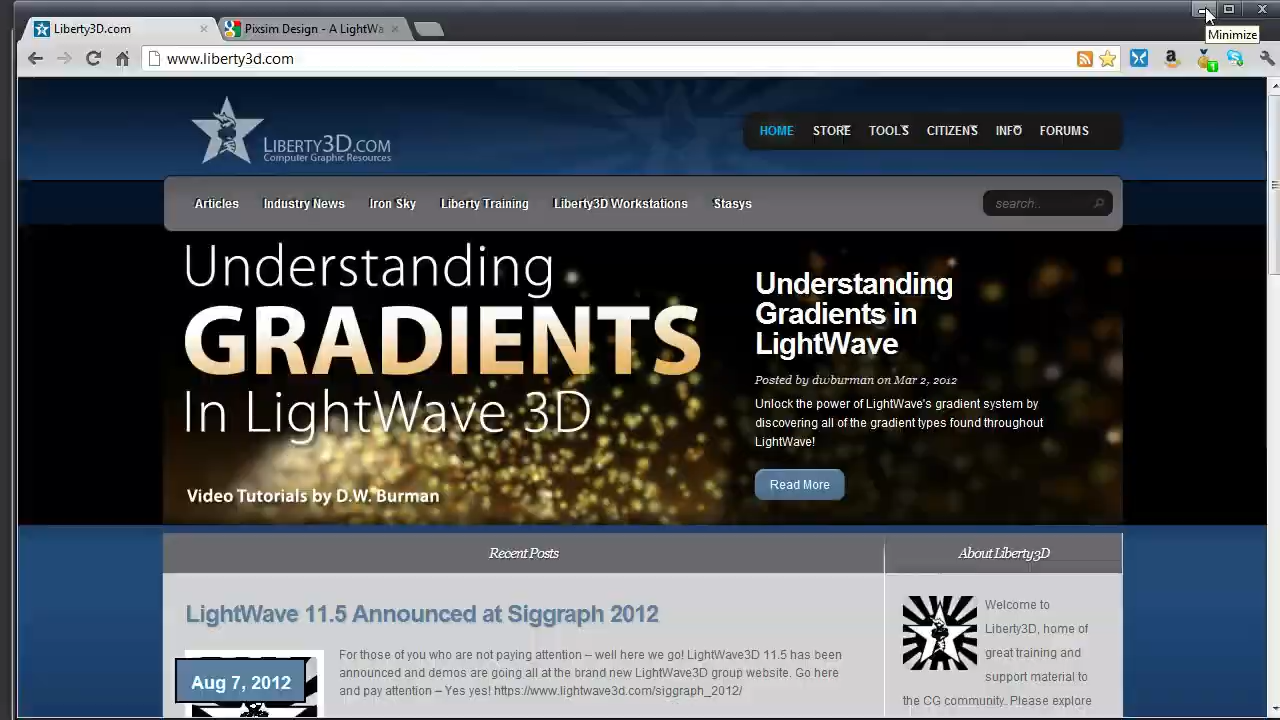 Minimize
Liberty3D.com
Pixsim Design - A LightWa
www.liberty3d.com
1
LIBERTY3D.COM
Computer Graphic Resources
HOME STORE TOOLS CITIZENS INFO FORUMS
Articles Industry News Iron Sky Liberty Training Liberty3D Workstations Stasys
search..
Understanding
GRADIENTS
In LightWave 3D
Video Tutorials by D.W. Burman
Understanding
Gradients in
LightWave
Posted by dwburman on Mar 2, 2012
Unlock the power of LightWave's gradient system by
discovering all of the gradient types found throughout
LightWave!
Read More
Recent Posts
LightWave 11.5 Announced at Siggraph 2012
Aug 7, 2012
For those of you who are not paying attention – well here we go! LightWave3D 11.5 has been
announced and demos are going all at the brand new LightWave3D group website. Go here
and pay attention – Yes yes! https://www.lightwave3d.com/siggraph_2012/
About Liberty3D
Welcome to
Liberty3D, home of
great training and
support material to
the CG community. Please explore